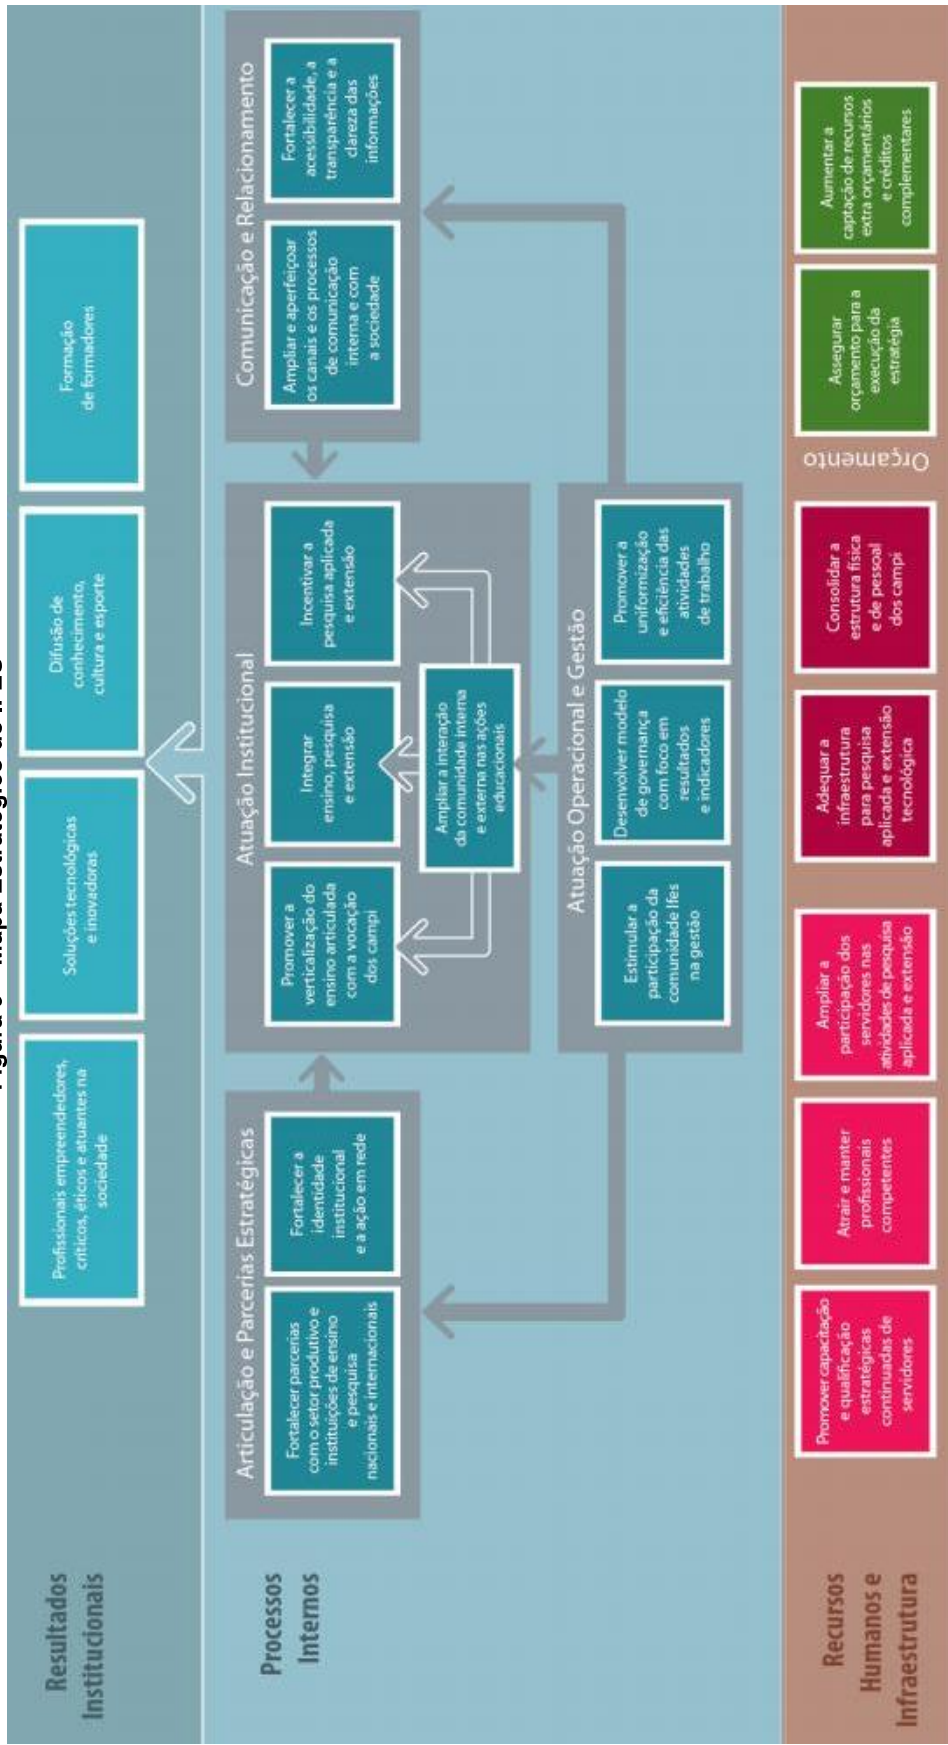 Resultados
Institucionais
Profissionais empreendedores,
críticos, éticos e atuantes na
sociedade
Soluções tecnológicas
e inovadoras
Difusão de
conhecimento,
cultura e esporte
Formação
de formadores
Processos
Internos
Articulação e Parcerias Estratégicas
Fortalecer parcerias
com o setor produtivo e
instituições de ensino
e pesquisa
nacionais e internacionais
Fortalecer a
identidade
institucional
e a ação em rede
Atuação Institucional
Promover a
verticalização do
ensino articulada
com a vocação
dos campi
Integrar
ensino, pesquisa
e extensão
Incentivar a
pesquisa aplicada
e extensão
Ampliar a interação
da comunidade interna
e externa nas ações
educacionais
Comunicação e Relacionamento
Ampliar e aperfeiçoar
os canais e os processos
de comunicação
interna e com
a sociedade
Fortalecer a
acessibilidade, a
transparência e a
clareza das
informações
Atuação Operacional e Gestão
Estimular a
participação da
comunidade Ifes
na gestão
Desenvolver modelo
de governança
com foco em
resultados
e indicadores
Promover a
uniformização
e eficiência das
atividades
de trabalho
Recursos
Humanos e
Infraestrutura
Promover capacitação
e qualificação
estratégicas
continuadas de
servidores
Atrair e manter
profissionais
competentes
Ampliar a
participação dos
servidores nas
atividades de pesquisa
aplicada e extensão
Adequar a
infraestrutura
para pesquisa
aplicada e extensão
tecnológica
Consolidar a
estrutura física
e de pessoal
dos campi
Orçamento
Assegurar
orçamento para a
execução da
estratégia
Aumentar a
captação de recursos
extra orçamentários
e créditos
complementares